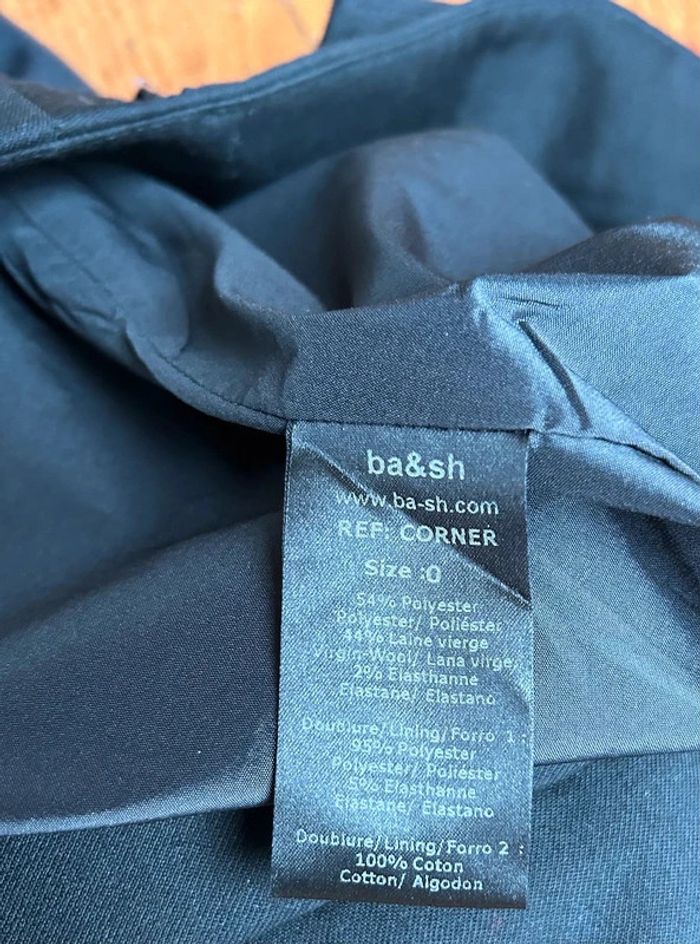 ba&sh
www.ba-sh.com
REF: CORNER
Size :0
54% Polyester
Polyester/ Poliéster
44% Laine vierge
Virgin-Wool/ Lana virge
2% Elasthanne
Elastane/ Elastano
Doublure/Lining/Forro 1 :
95% Polyester
Polyester/ Poliester
5% Elasthanne
Elastane/ Elastano
Doublure/Lining/Forro 2 :
100% Coton
Cotton/ Algodon